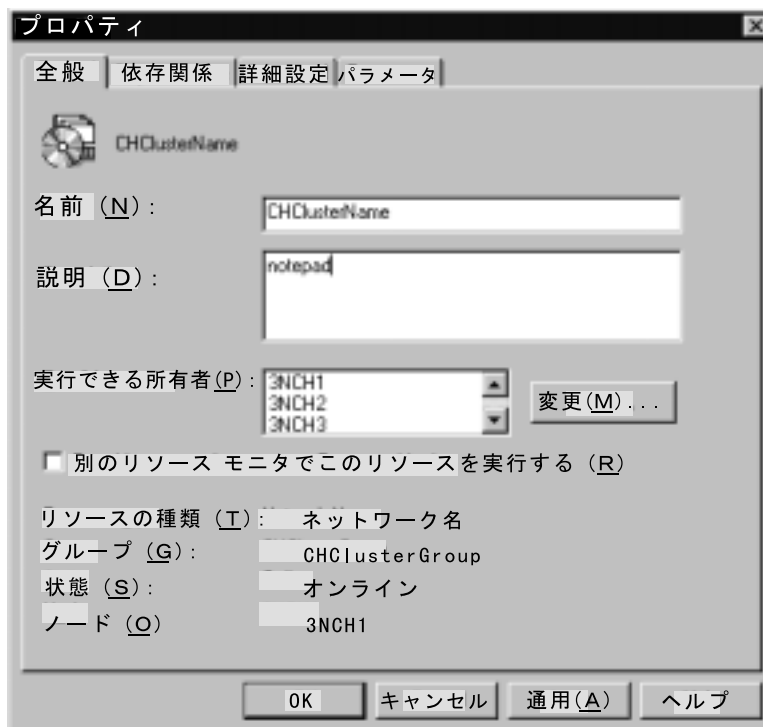 プロパティ
全般 依存関係 詳細設定 パラメータ
CHClusterName
名前 (N) : CHClusterName
説明 (D) : notepad
実行できる所有者(P) : 3NCH1
3NCH2
3NCH3
変更(M)...
別のリソース モニタでこのリソースを実行する (R)
リソースの種類 (T) : ネットワーク名
グループ (G) : CHClusterGroup
状態 (S) : オンライン
ノード (O) 3NCH1
OK キャンセル 通用(A) ヘルプ